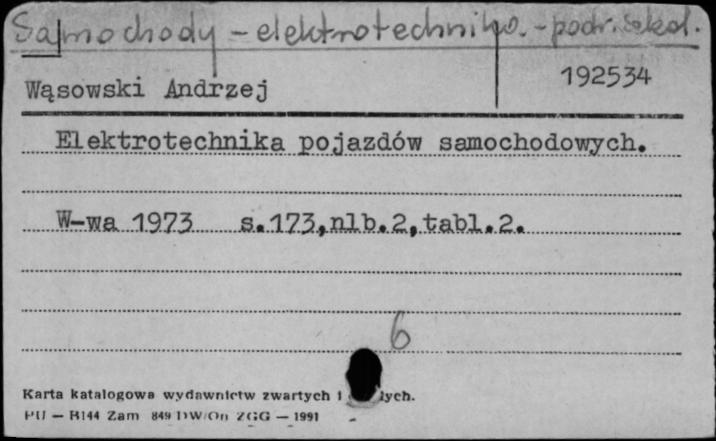 Samochody - elektrotechnika. - podr. szkol.
Wąsowski Andrzej
192534
Elektrotechnika pojazdów samochodowych.
W-wa 1973 s.173,nlb.2,tabl.2.
6
Karta katalogowa wydawnictw zwartych i
PU — B144 Zam 849 DW/On ZGG — 1991